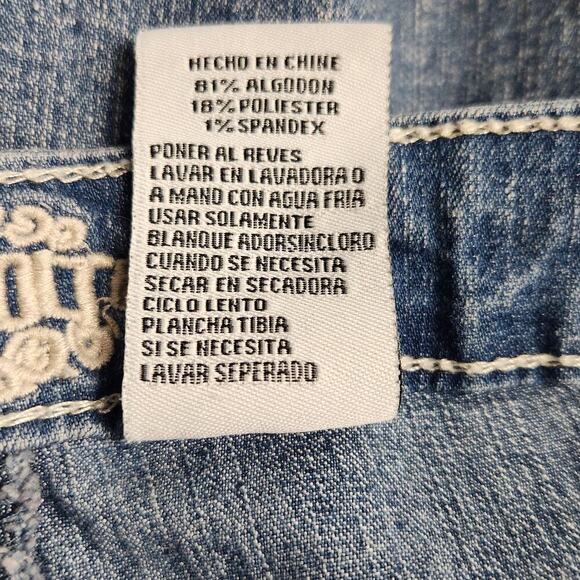 HECHO EN CHINE
81% ALGODON
18% POLIESTER
1% SPANDEX
PONER AL REVES
LAVAR EN LAVADORA O
A MANO CON AGUA FRIA
USAR SOLAMENTE
BLANQUE ADORSINCLORO
CUANDO SE NECESITA
SECAR EN SECADORA
CICLO LENTO
PLANCHA TIBIA
SI SE NECESITA
LAVAR SEPERADO